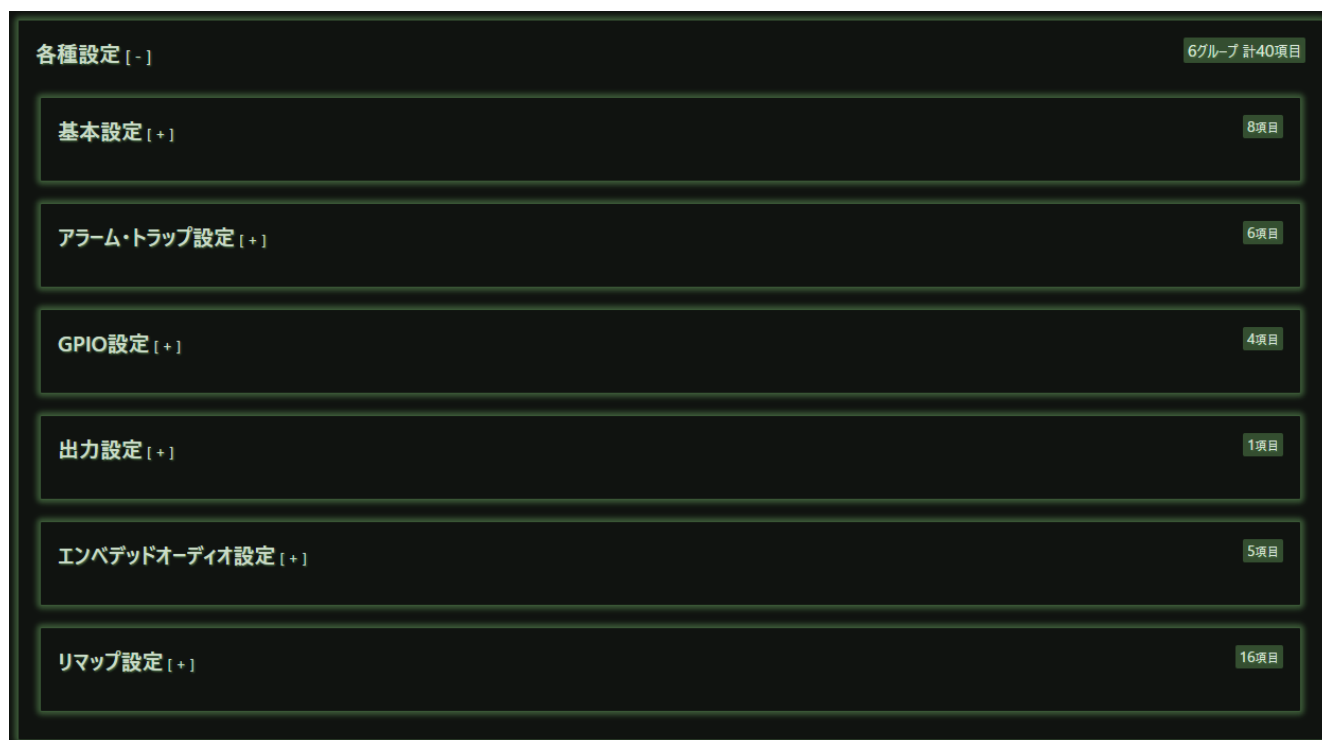 各種設定 [ - ] 6グループ 計40項目
基本設定 [ + ] 8項目
アラーム・トラップ設定 [ + ] 6項目
GPIO設定 [ + ] 4項目
出力設定 [ + ] 1項目
エンベデッドオーディオ設定 [ + ] 5項目
リマップ設定 [ + ] 16項目